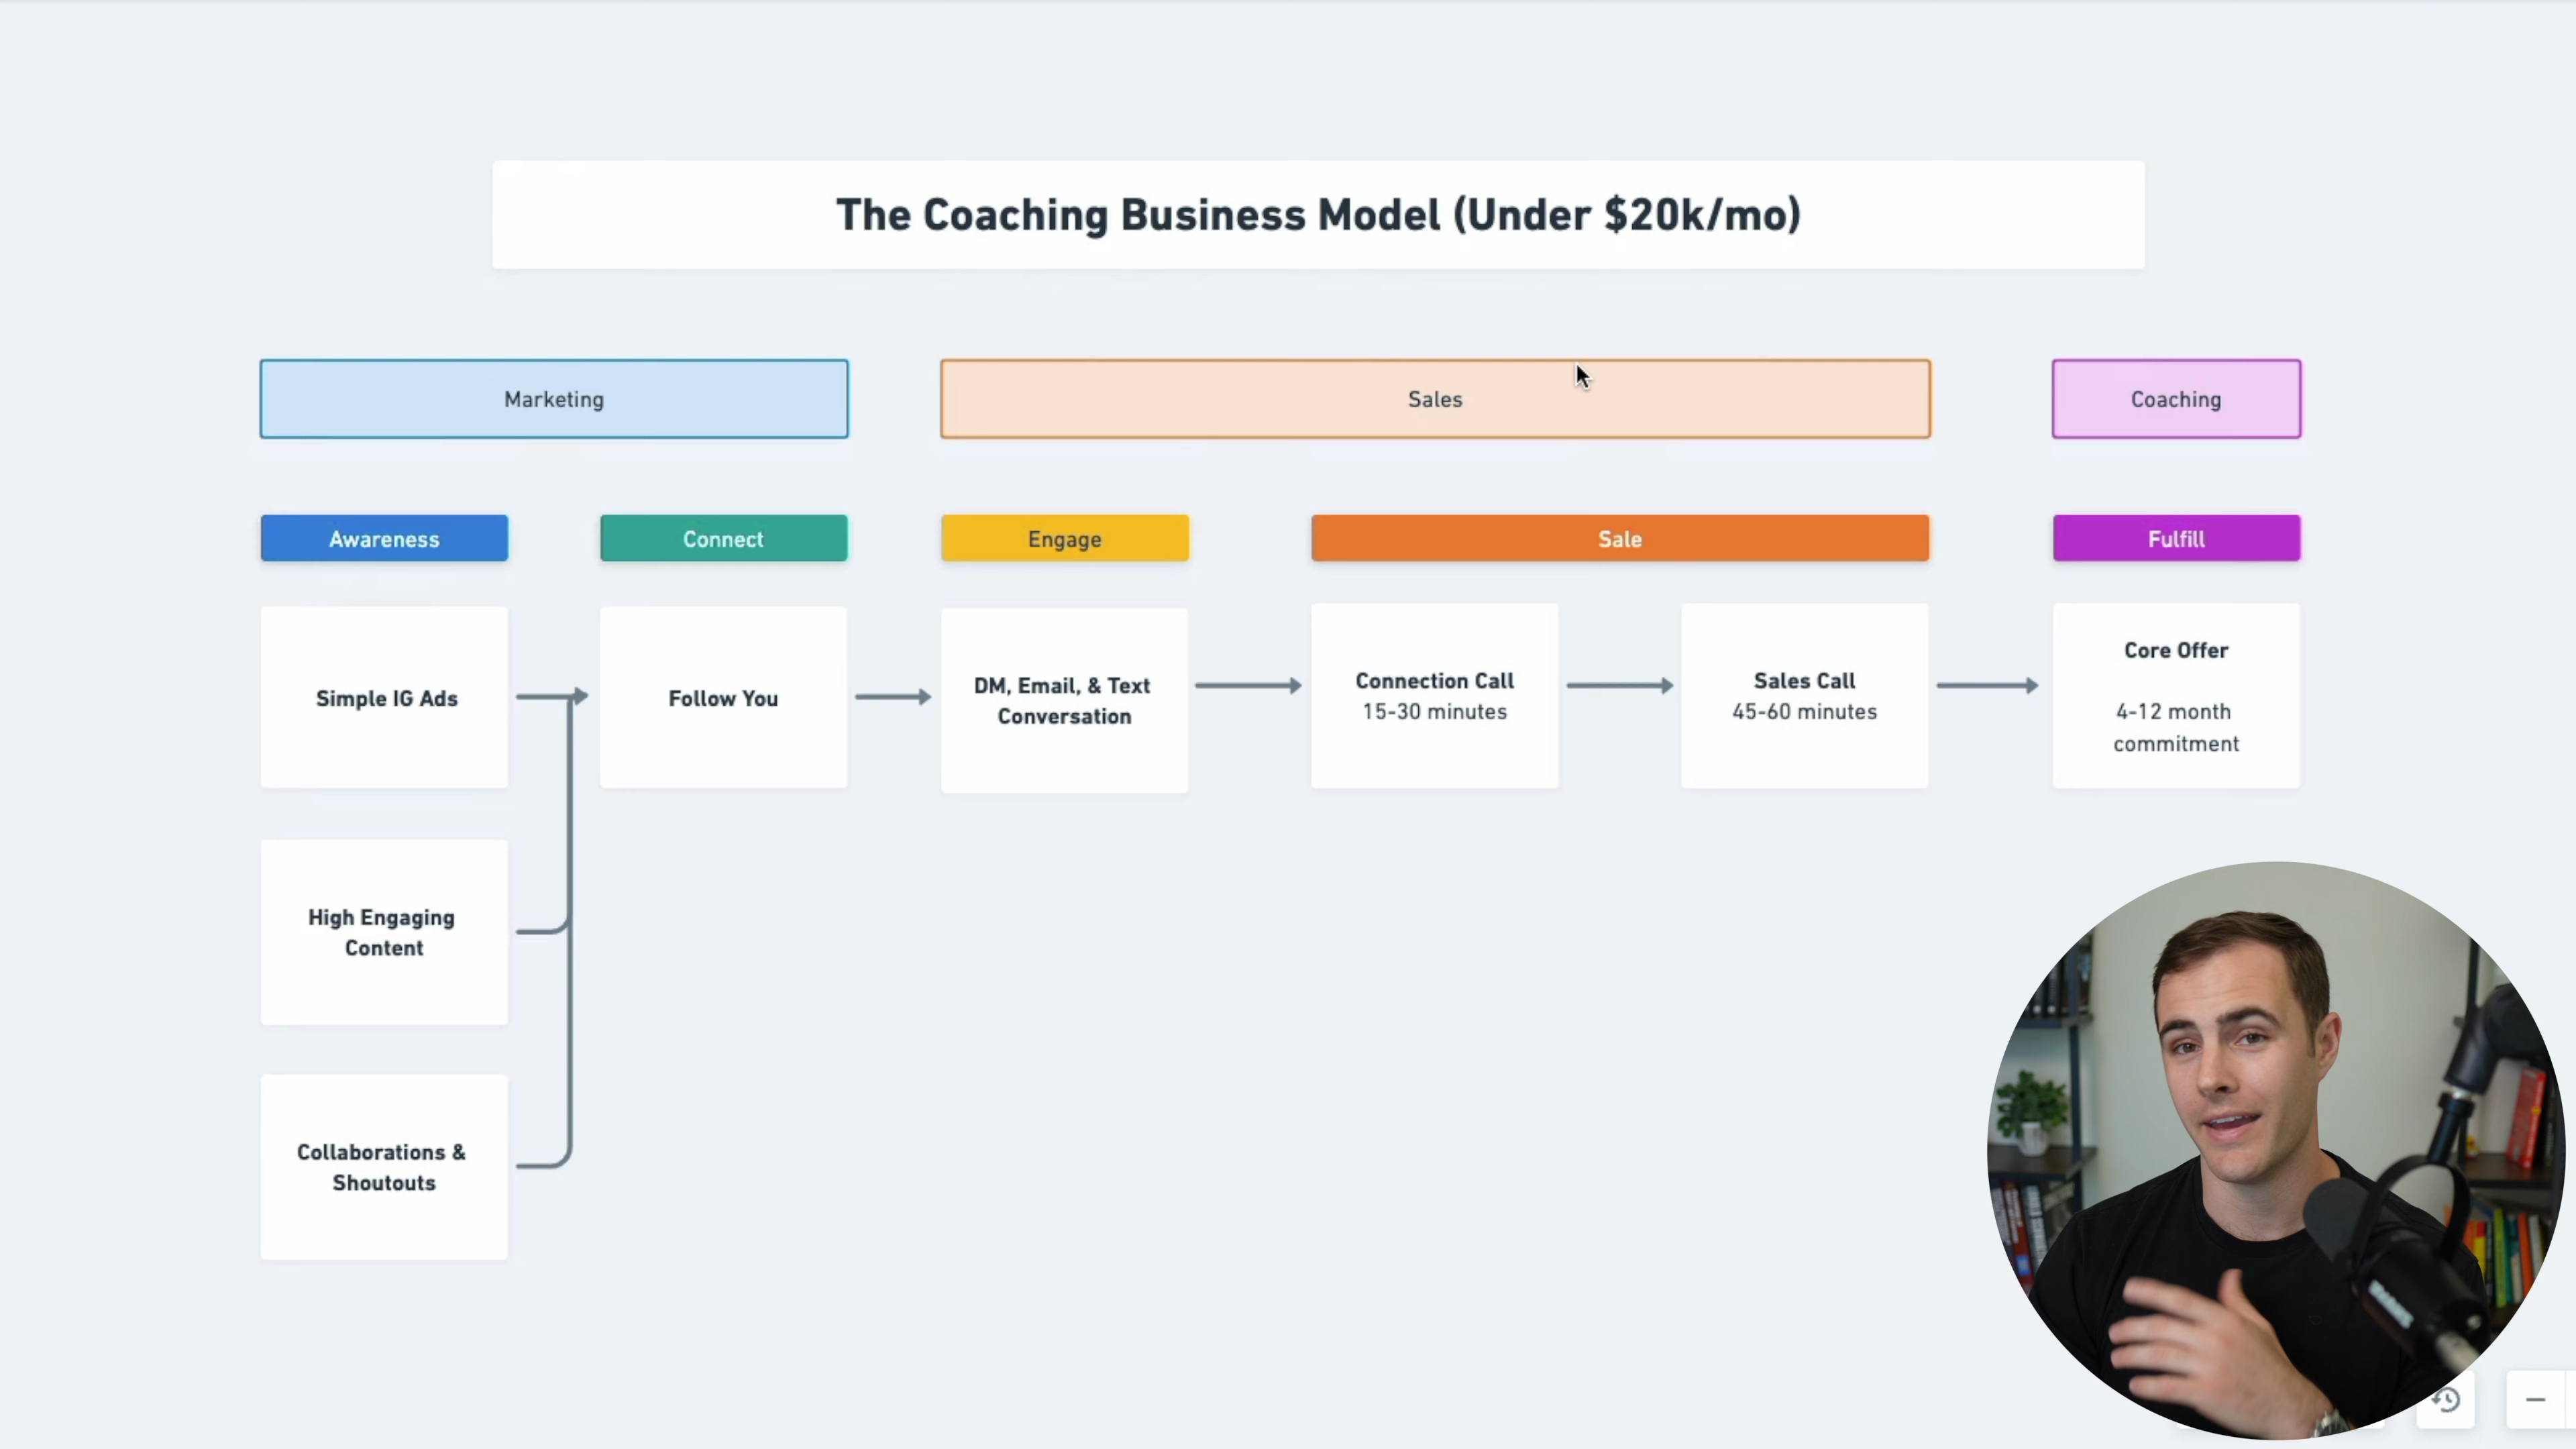 The Coaching Business Model (Under $20k/mo)
Marketing
Sales
Coaching
Awareness
Connect
Engage
Sale
Fulfill
Simple IG Ads
Follow You
DM, Email, & Text
Conversation
Connection Call
15-30 minutes
Sales Call
45-60 minutes
Core Offer
4-12 month
commitment
High Engaging
Content
Collaborations &
Shoutouts